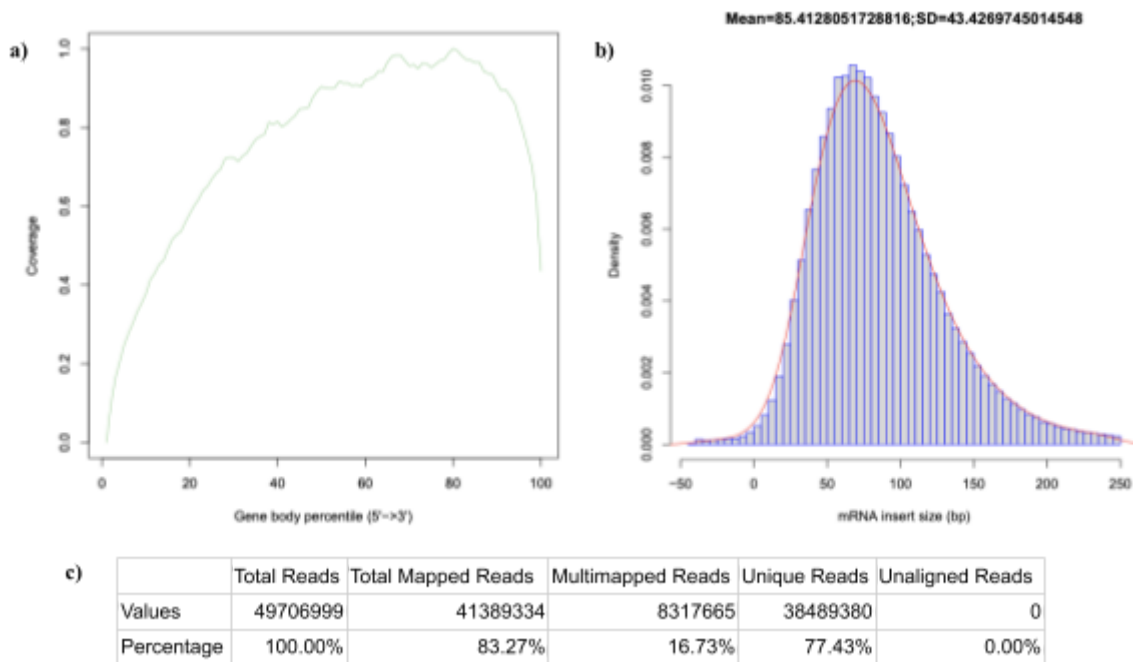 a)
1.0
0.8
0.6
0.4
0.2
0.0
Coverage
0 20 40 60 80 100
Gene body percentile (5'->3')
Mean=85.4128051728816;SD=43.4269745014548
b)
0.010
0.008
0.006
0.004
0.002
0.000
Density
−50 0 50 100 150 200 250
mRNA insert size (bp)
c)
Total Reads Total Mapped Reads Multimapped Reads Unique Reads Unaligned Reads
Values 49706999 41389334 8317665 38489380 0
Percentage 100.00% 83.27% 16.73% 77.43% 0.00%